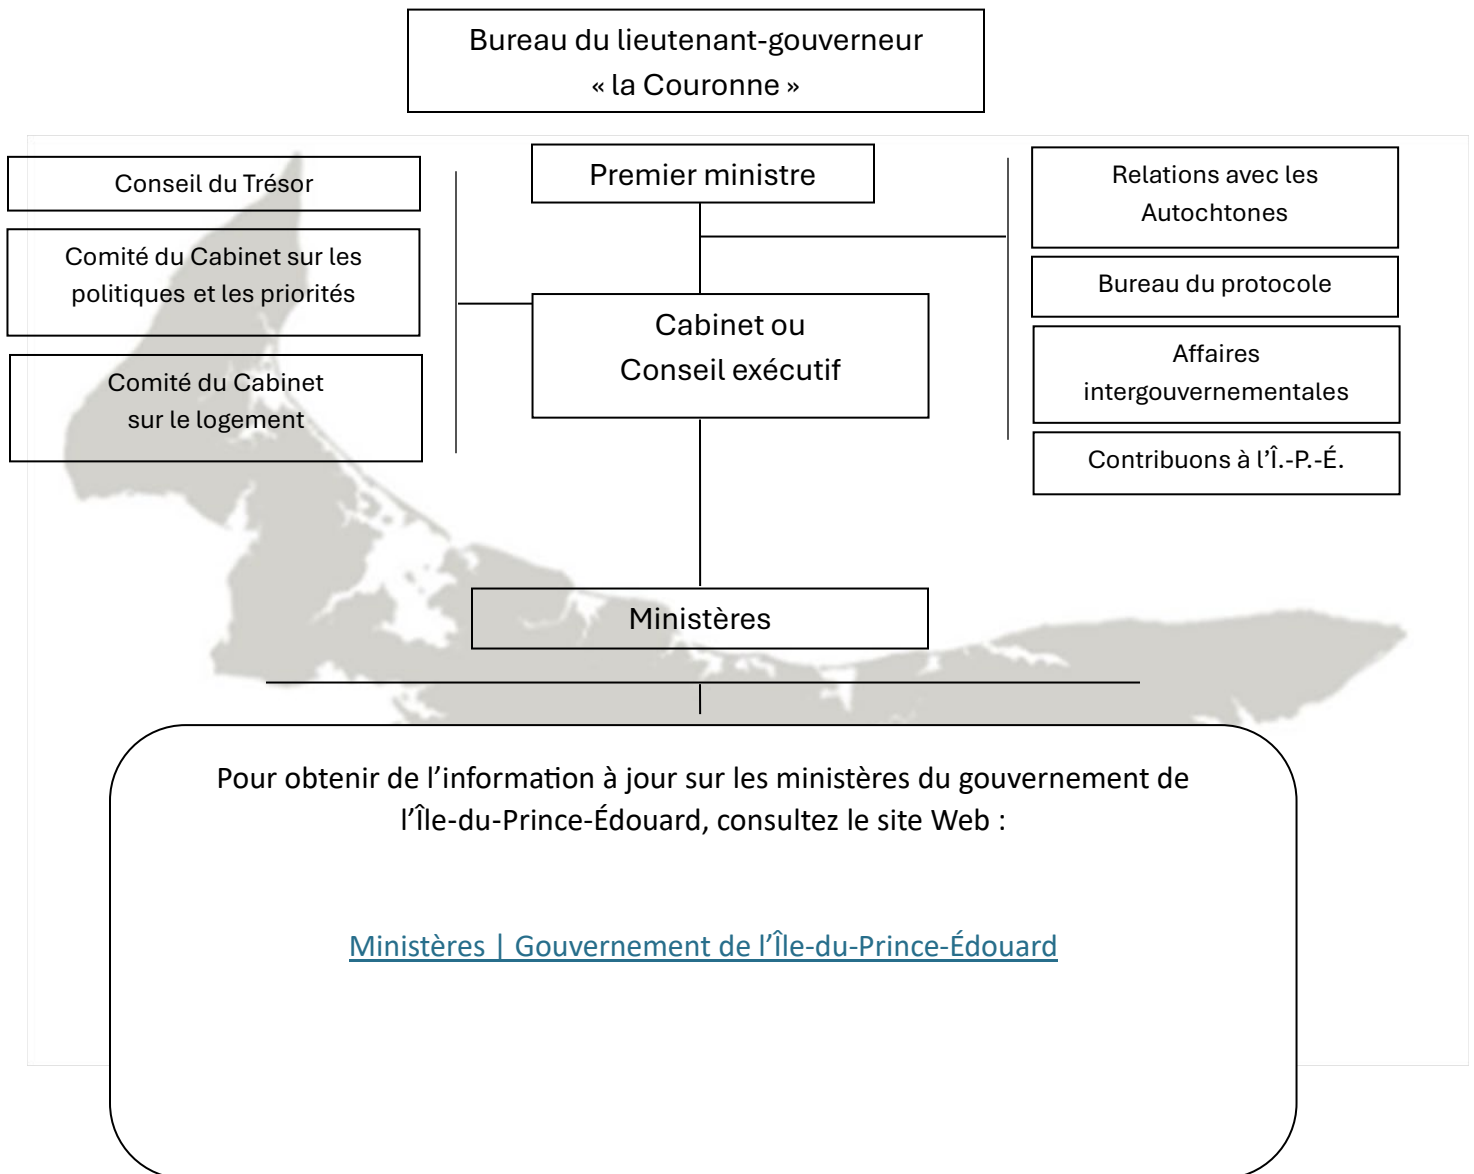 Bureau du lieutenant-gouverneur
« la Couronne »
Conseil du Trésor
Comité du Cabinet sur les
politiques et les priorités
Comité du Cabinet
sur le logement
Premier ministre
Cabinet ou
Conseil exécutif
Relations avec les
Autochtones
Bureau du protocole
Affaires
intergouvernementales
Contribuons à l’Î.-P.-É.
Ministères
Pour obtenir de l’information à jour sur les ministères du gouvernement de
l’Île-du-Prince-Édouard, consultez le site Web :
Ministères | Gouvernement de l’Île-du-Prince-Édouard